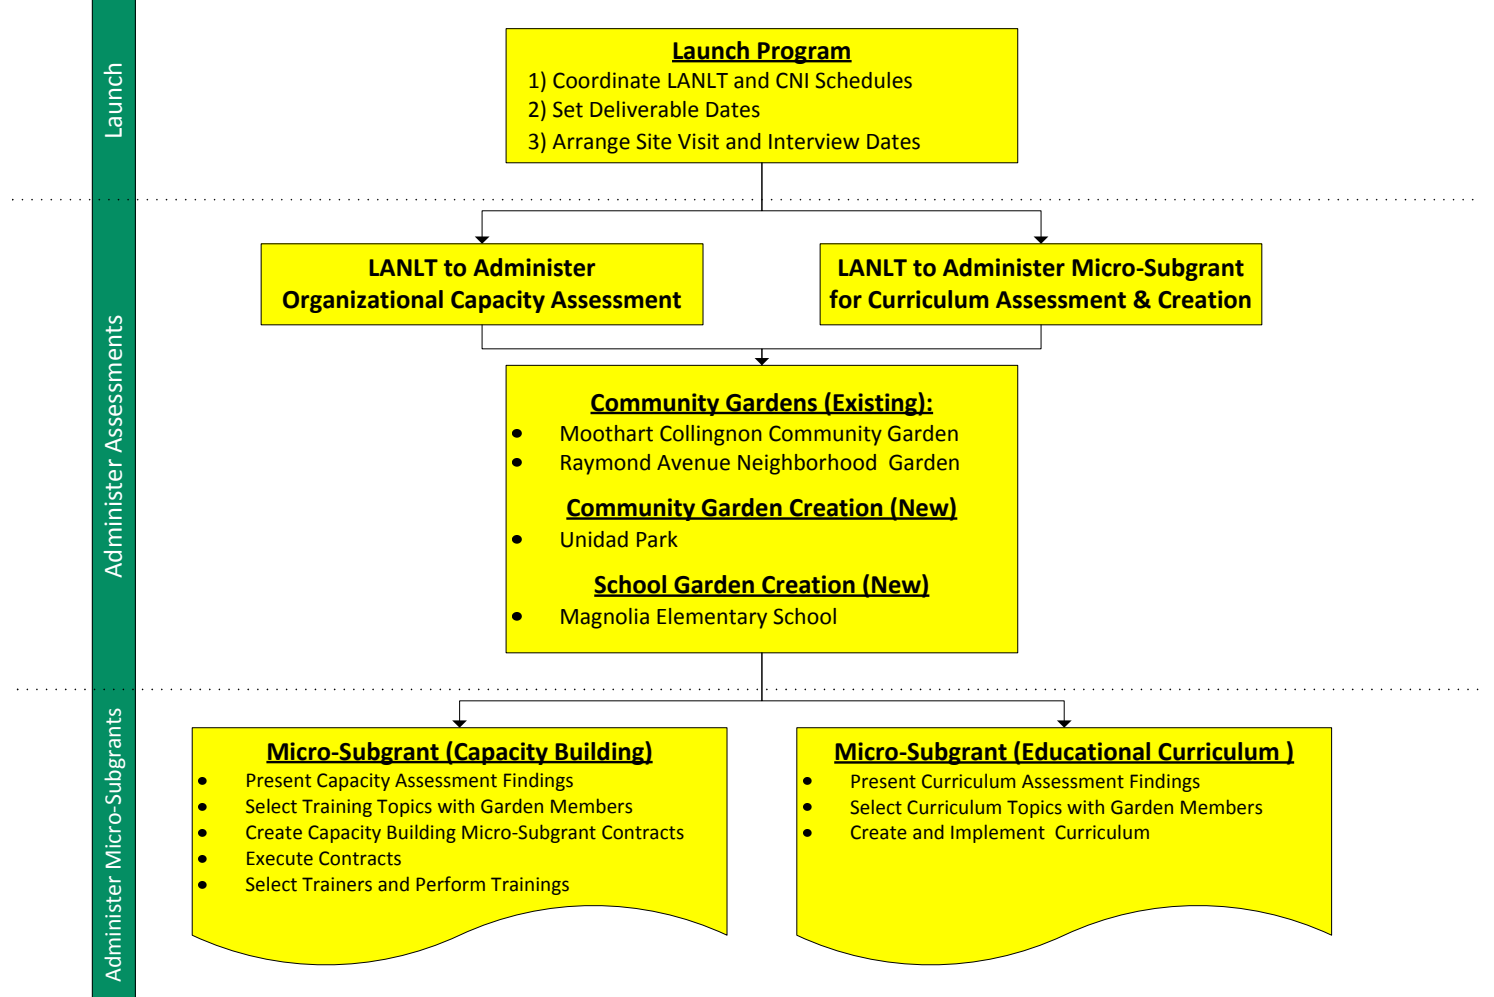 Launch
Launch Program
1) Coordinate LANLT and CNI Schedules
2) Set Deliverable Dates
3) Arrange Site Visit and Interview Dates
Administer Assessments
LANLT to Administer
Organizational Capacity Assessment
LANLT to Administer Micro-Subgrant
for Curriculum Assessment & Creation
Community Gardens (Existing):
• Moothart Collingnon Community Garden
• Raymond Avenue Neighborhood Garden
Community Garden Creation (New)
• Unidad Park
School Garden Creation (New)
• Magnolia Elementary School
Administer Micro-Subgrants
Micro-Subgrant (Capacity Building)
• Present Capacity Assessment Findings
• Select Training Topics with Garden Members
• Create Capacity Building Micro-Subgrant Contracts
• Execute Contracts
• Select Trainers and Perform Trainings
Micro-Subgrant (Educational Curriculum )
• Present Curriculum Assessment Findings
• Select Curriculum Topics with Garden Members
• Create and Implement Curriculum